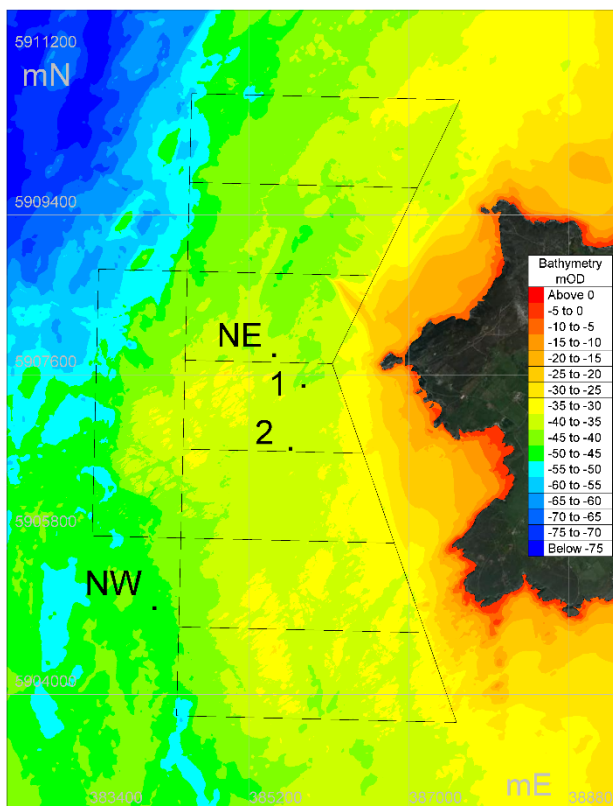 5911200
mN
5909400
Bathymetry
mOD
Above 0
-5 to 0
-10 to -5
-15 to -10
-20 to -15
-25 to -20
-30 to -25
-35 to -30
-40 to -35
-45 to -40
-50 to -45
-55 to -50
-60 to -55
-65 to -60
-70 to -65
-75 to -70
Below -75
NE
5907600
1
2
5905800
NW
5904000
383400
385200
387000
mE
388800